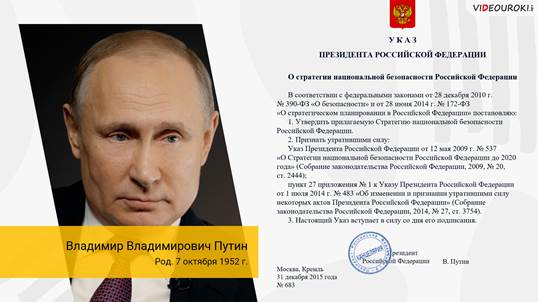 VIDEOUROKI
У К А З
ПРЕЗИДЕНТА РОССИЙСКОЙ ФЕДЕРАЦИИ
О стратегии национальной безопасности Российской Федерации
В соответствии с федеральными законами от 28 декабря 2010 г.
№ 390-ФЗ «О безопасности» и от 28 июня 2014 г. № 172-ФЗ
«О стратегическом планировании в Российской Федерации» постановляю:
1. Утвердить прилагаемую Стратегию национальной безопасности
Российской Федерации.
2. Признать утратившими силу:
Указ Президента Российской Федерации от 12 мая 2009 г. № 537
«О Стратегии национальной безопасности Российской Федерации до 2020
года» (Собрание законодательства Российской Федерации, 2009, № 20,
ст. 2444);
пункт 27 приложения № 1 к Указу Президента Российской Федерации
от 1 июля 2014 г. № 483 «Об изменении и признании утратившими силу
некоторых актов Президента Российской Федерации» (Собрание
законодательства Российской Федерации, 2014, № 27, ст. 3754).
3. Настоящий Указ вступает в силу со дня его подписания.
Президент
Российской Федерации В. Путин
Москва, Кремль
31 декабря 2015 года
№ 683
Владимир Владимирович Путин
Род. 7 октября 1952 г.